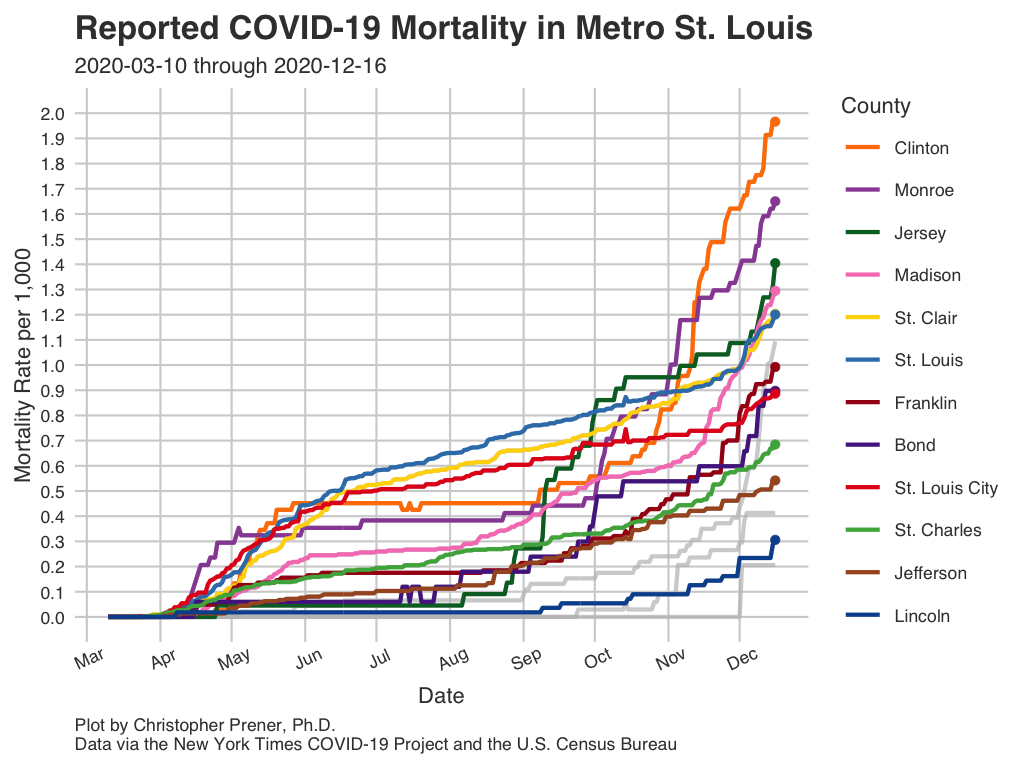 Reported COVID-19 Mortality in Metro St. Louis
2020-03-10 through 2020-12-16
Mortality Rate per 1,000
2.0
1.9
1.8
1.7
1.6
1.5
1.4
1.3
1.2
1.1
1.0
0.9
0.8
0.7
0.6
0.5
0.4
0.3
0.2
0.1
0.0
Mar Apr May Jun Jul Aug Sep Oct Nov Dec
Date
County
Clinton
Monroe
Jersey
Madison
St. Clair
St. Louis
Franklin
Bond
St. Louis City
St. Charles
Jefferson
Lincoln
Plot by Christopher Prener, Ph.D.
Data via the New York Times COVID-19 Project and the U.S. Census Bureau